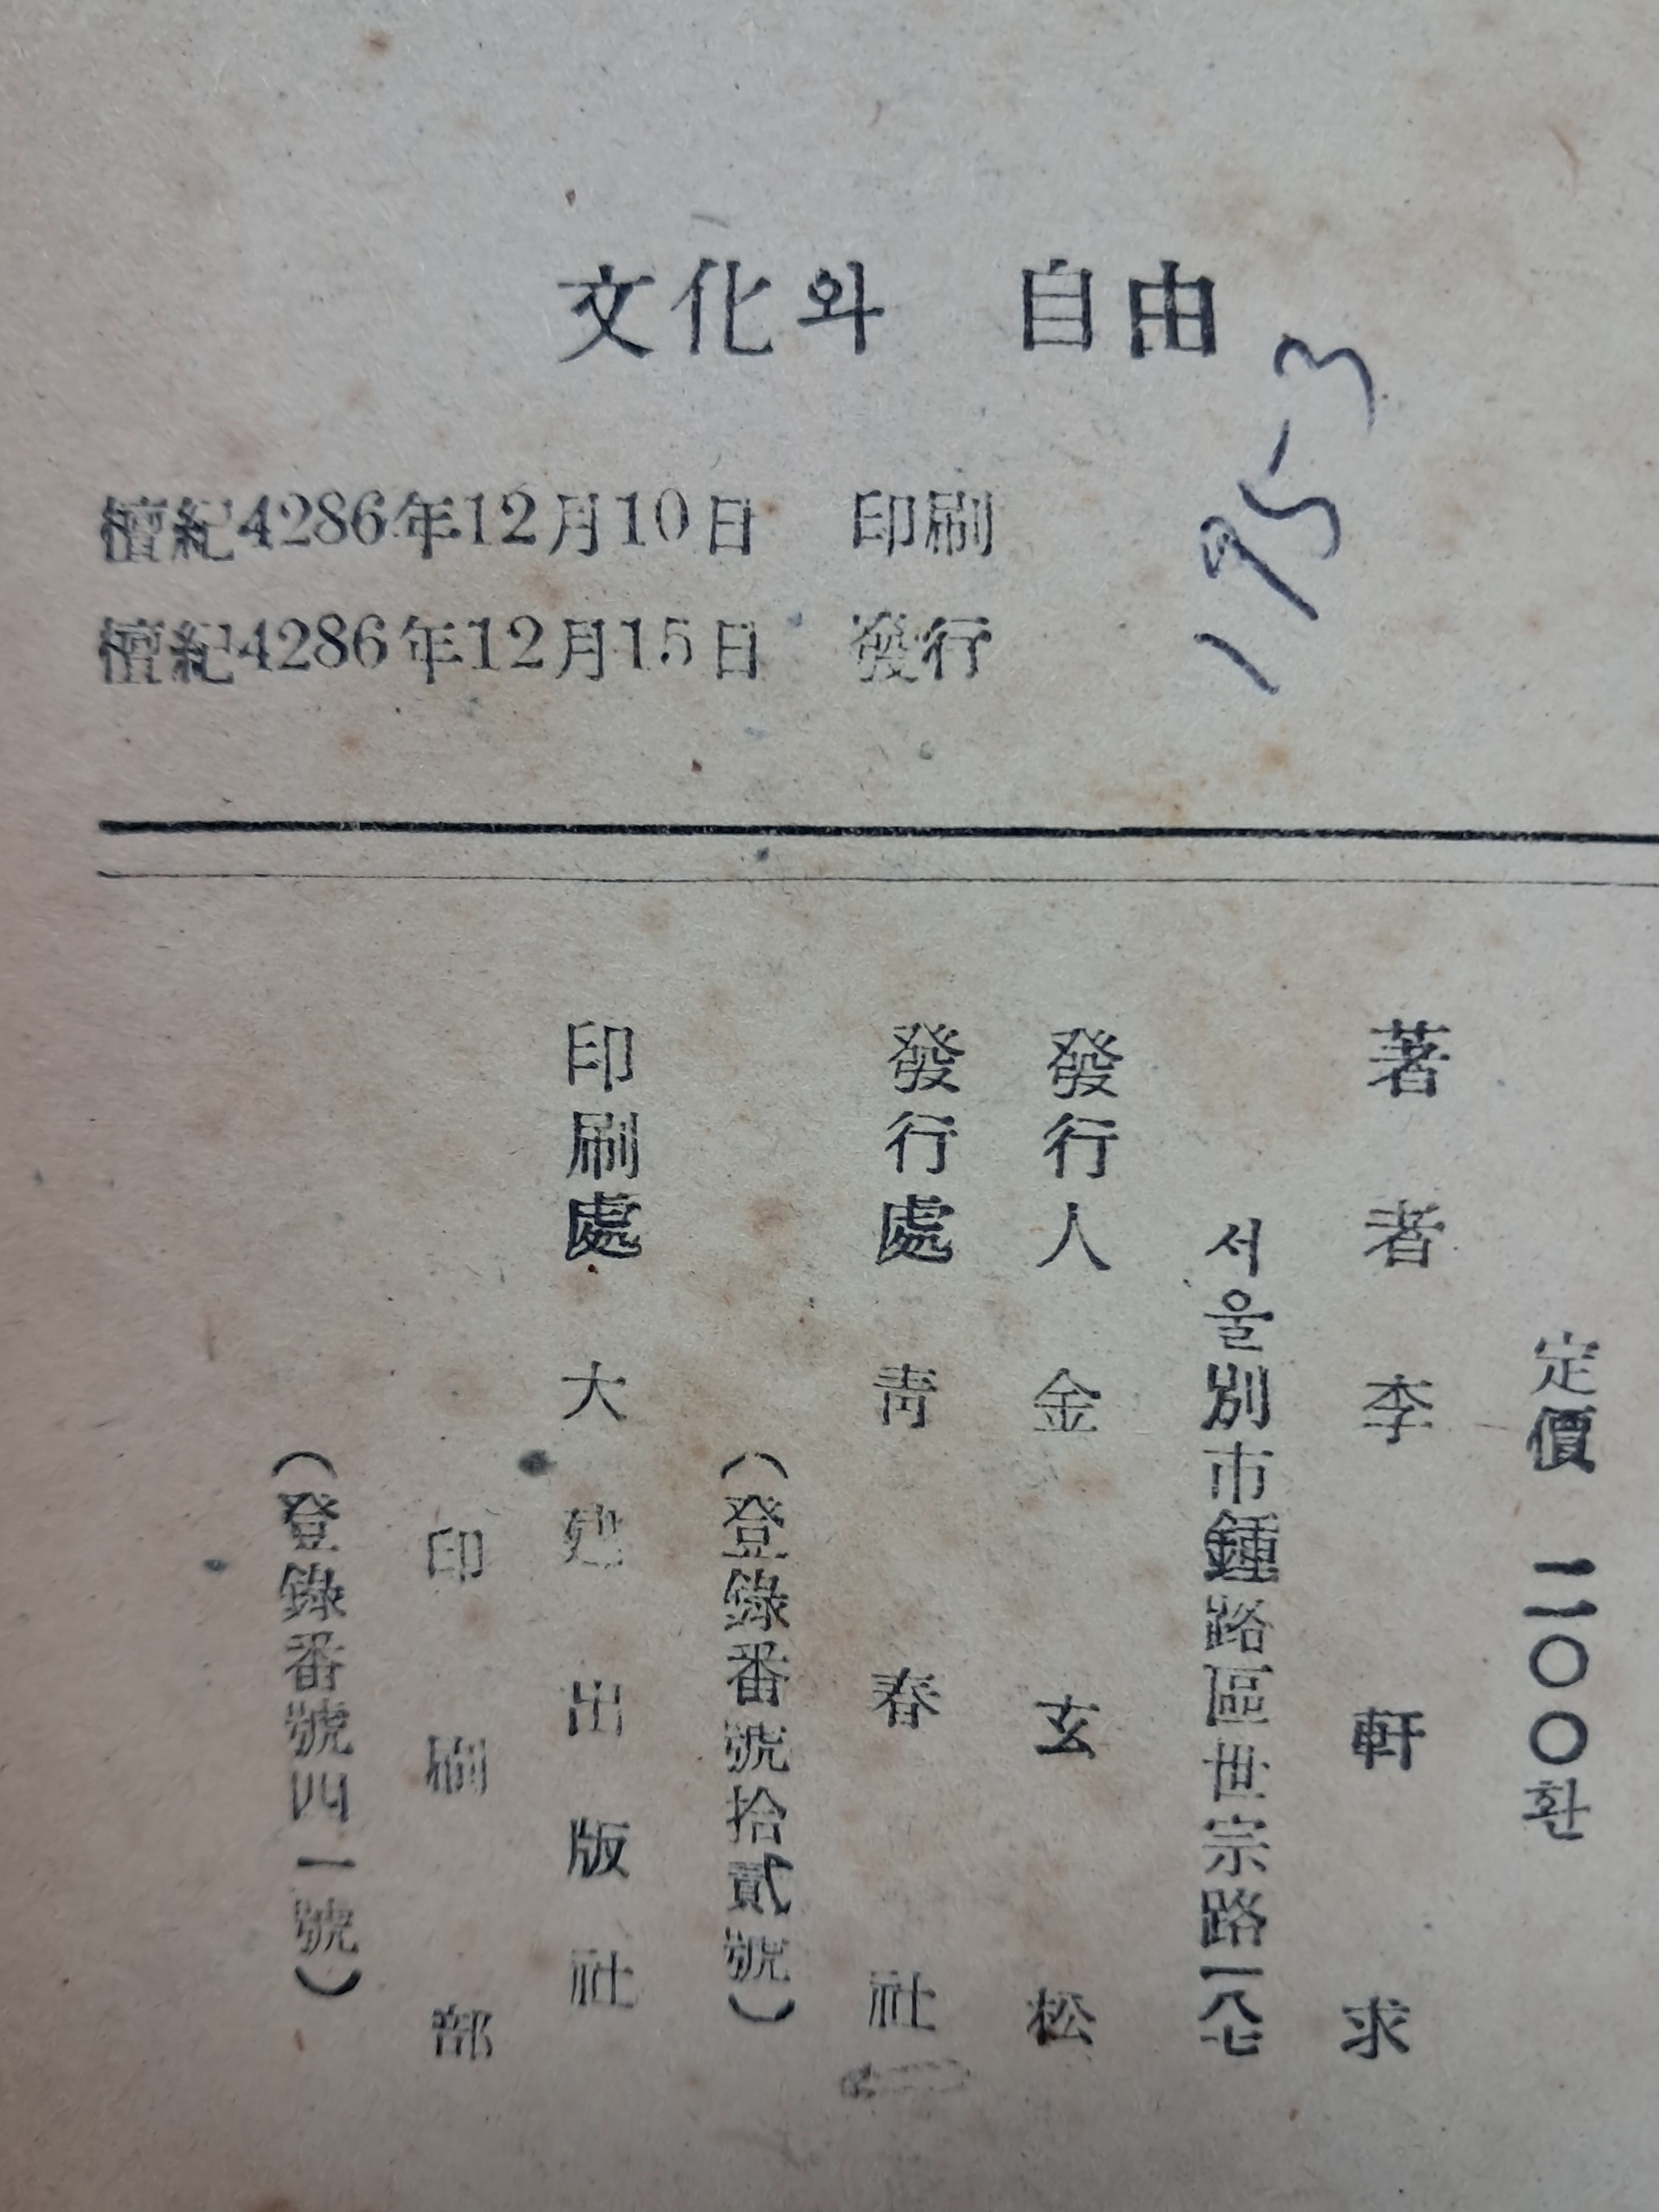 文化와 自由
1953
檀紀4286年12月10日 印刷
檀紀4286年12月15日 發行
定價 二〇〇환
著者 李軒求
서울別市鍾路區世宗路一八七
發行人 金玄松
發行處 靑春社
(登錄番號拾貳號)
印刷處 大建出版社
印刷部
(登錄番號四一號)